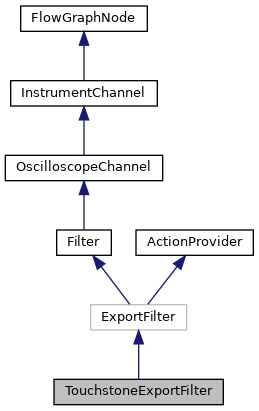 FlowGraphNode
InstrumentChannel
OscilloscopeChannel
Filter
ActionProvider
ExportFilter
TouchstoneExportFilter